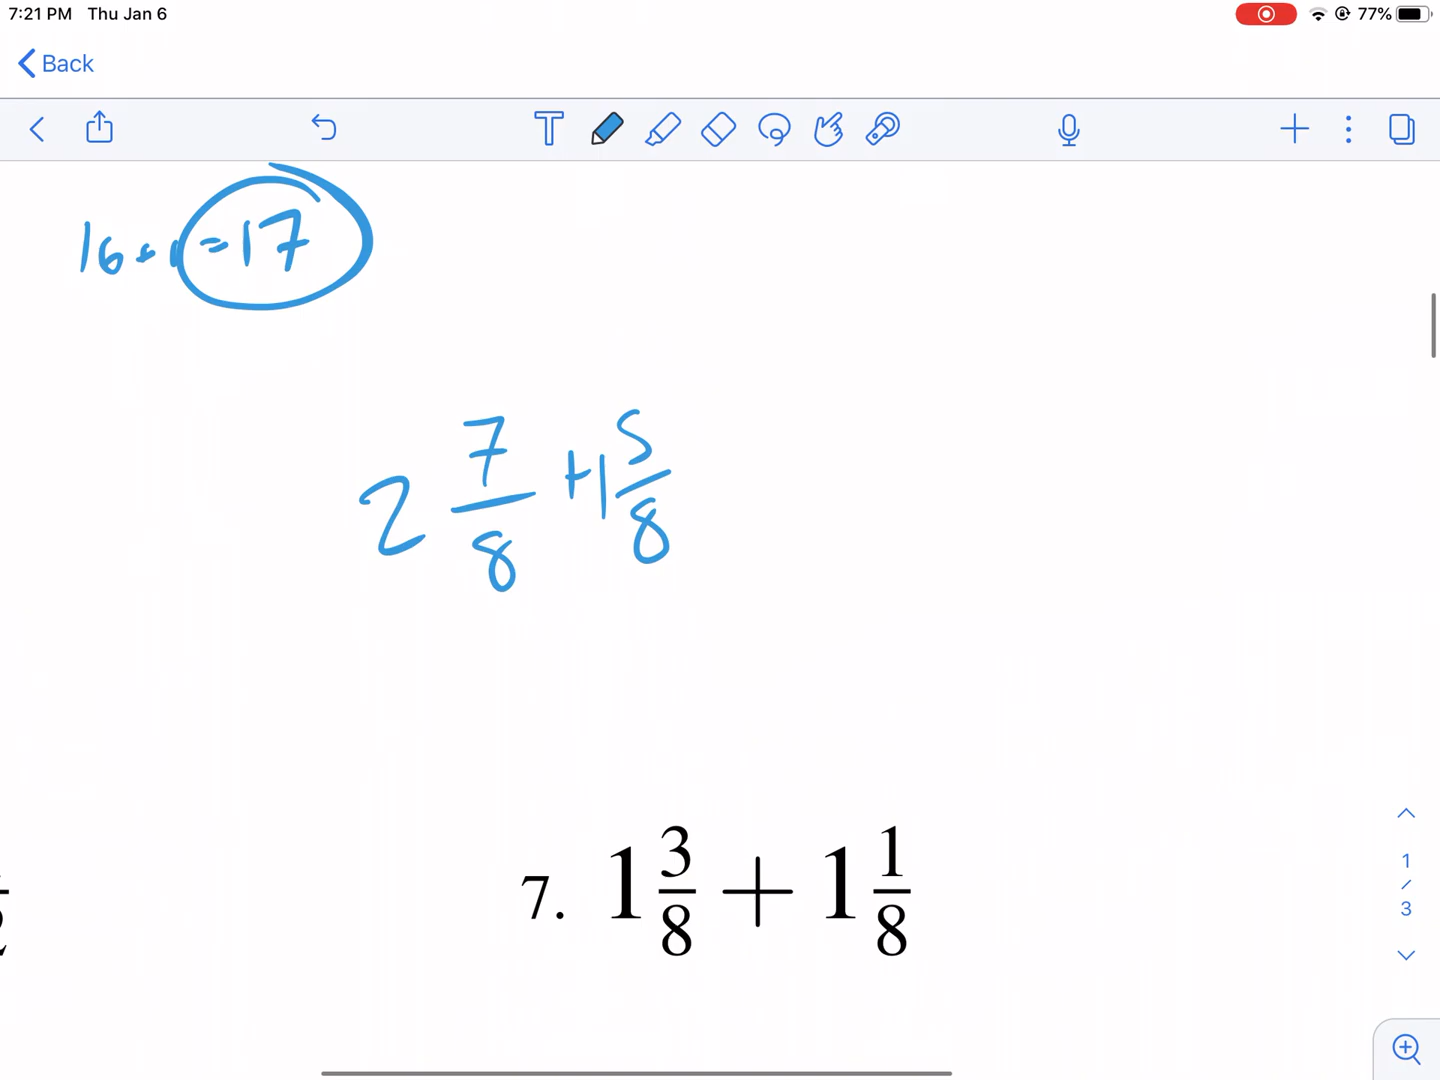 7:21 PM Thu Jan 6 77%
Back
T
16 + 1 = 17
2 7/8 + 1 5/8
7. 1 3/8 + 1 1/8
1 / 3